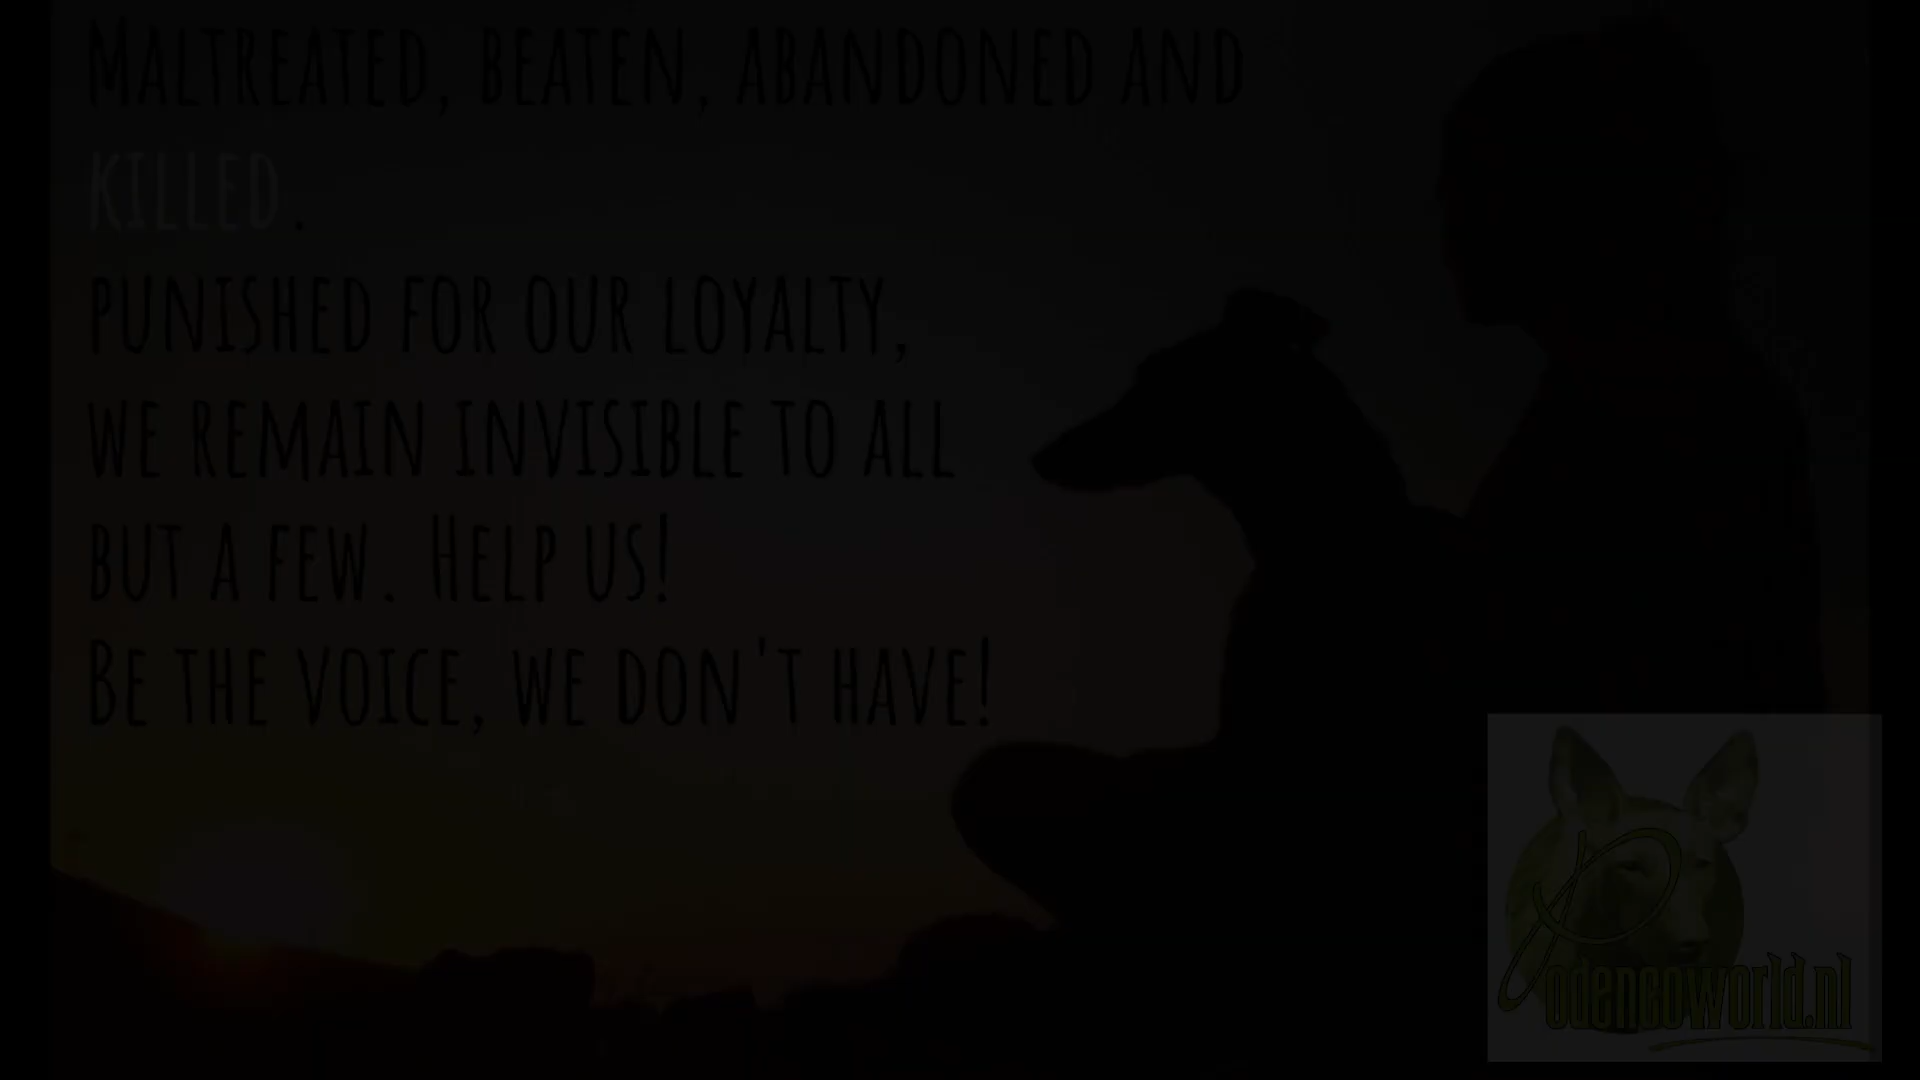 Maltreated, beaten, abandoned and
killed.
punished for our loyalty,
we remain invisible to all
but a few. Help us!
Be the voice, we don't have!
Podencoworld.nl